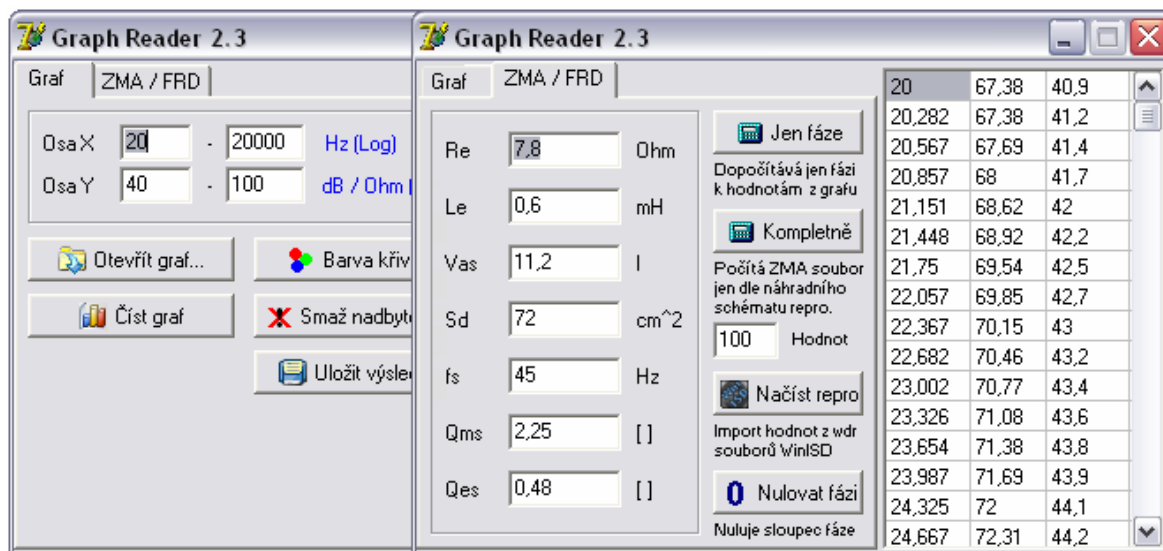 Graph Reader 2.3
Graf
ZMA / FRD
Osa X
20
-
20000
Hz (Log)
Osa Y
40
-
100
dB / Ohm
Otevřít graf...
Barva křiv
Číst graf
Smaž nadbyt
Uložit výsle
Graph Reader 2.3
Graf
ZMA / FRD
Re
7,8
Ohm
Le
0,6
mH
Vas
11,2
l
Sd
72
cm^2
fs
45
Hz
Qms
2,25
[ ]
Qes
0,48
[ ]
Jen fáze
Dopočítává jen fázi
k hodnotám z grafu
Kompletně
Počítá ZMA soubor
jen dle náhradního
schématu repro.
100
Hodnot
Načíst repro
Import hodnot z wdr
souborů WinISD
0 Nulovat fázi
Nuluje sloupec fáze
20 67,38 40,9
20,282 67,38 41,2
20,567 67,69 41,4
20,857 68 41,7
21,151 68,62 42
21,448 68,92 42,2
21,75 69,54 42,5
22,057 69,85 42,7
22,367 70,15 43
22,682 70,46 43,2
23,002 70,77 43,4
23,326 71,08 43,6
23,654 71,38 43,8
23,987 71,69 43,9
24,325 72 44,1
24,667 72,31 44,2